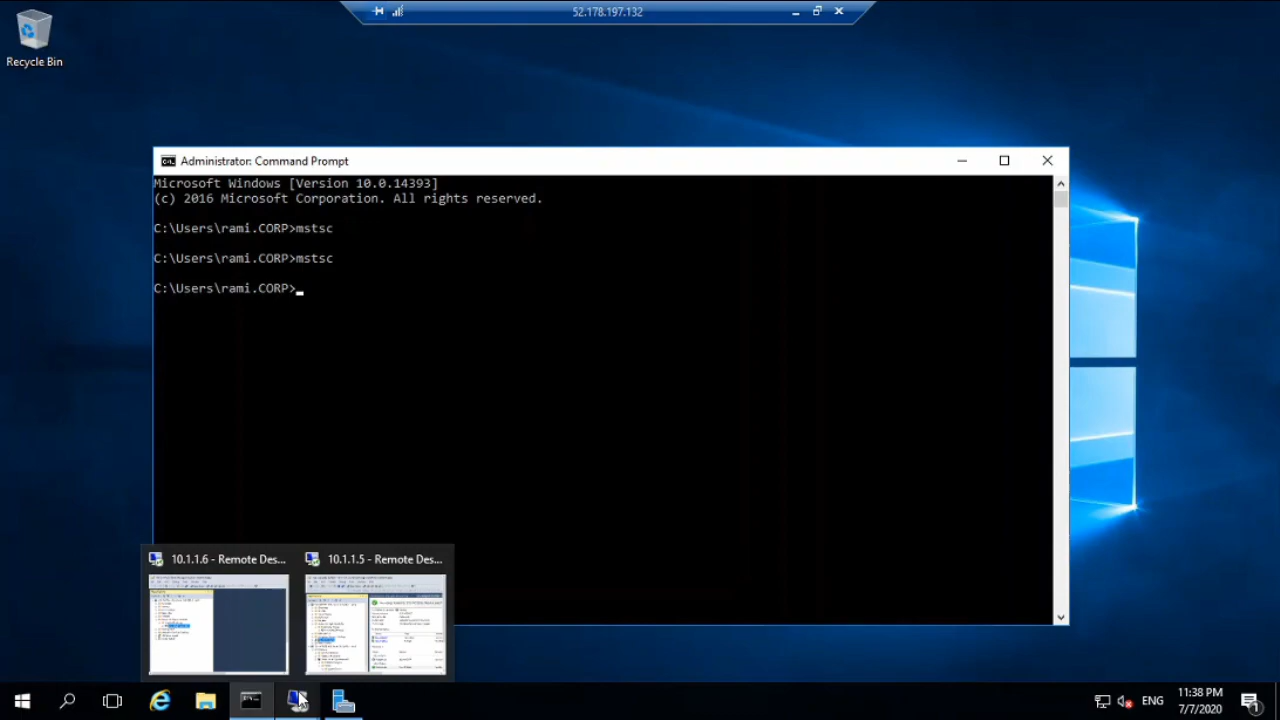 52.178.197.132
Recycle Bin
Administrator: Command Prompt
Microsoft Windows [Version 10.0.14393]
(c) 2016 Microsoft Corporation. All rights reserved.
C:\Users\rami.CORP>mstsc
C:\Users\rami.CORP>mstsc
C:\Users\rami.CORP>
10.1.1.6 - Remote Des...
10.1.1.5 - Remote Des...
ENG
11:38 PM
7/7/2020
1